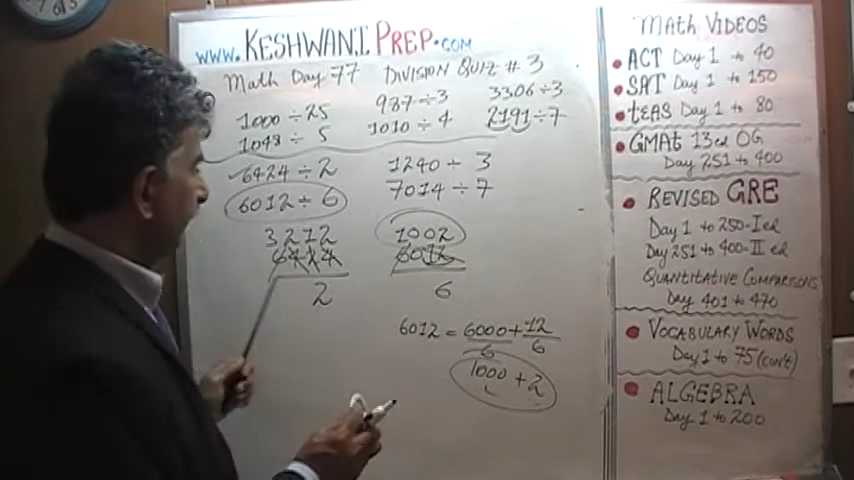 www.KESHWANIPREP.COM
Math Day 77 DIVISION QUIZ #3
1000 ÷ 25 987 ÷ 3 3306 ÷ 3
1048 ÷ 5 1010 ÷ 4 2191 ÷ 7
✓6424 ÷ 2 1240 ÷ 3
6012 ÷ 6 7014 ÷ 7
3212 1002
6424 6012
2 6
6012 = 6000 + 12
6 6
1000 + 2
MATH VIDEOS
ACT Day 1 to 40
SAT Day 1 to 150
tEAS Day 1 to 80
GMAt 13 ed OG
Day 251 to 400
REVISED GRE
Day 1 to 250-I ed
Day 251 to 400-II ed
QUANTITATIVE COMPARISONS
Day 401 to 470
VOCABULARY WORDS
Day 1 to 75 (con't)
ALGEBRA
Day 1 to 200